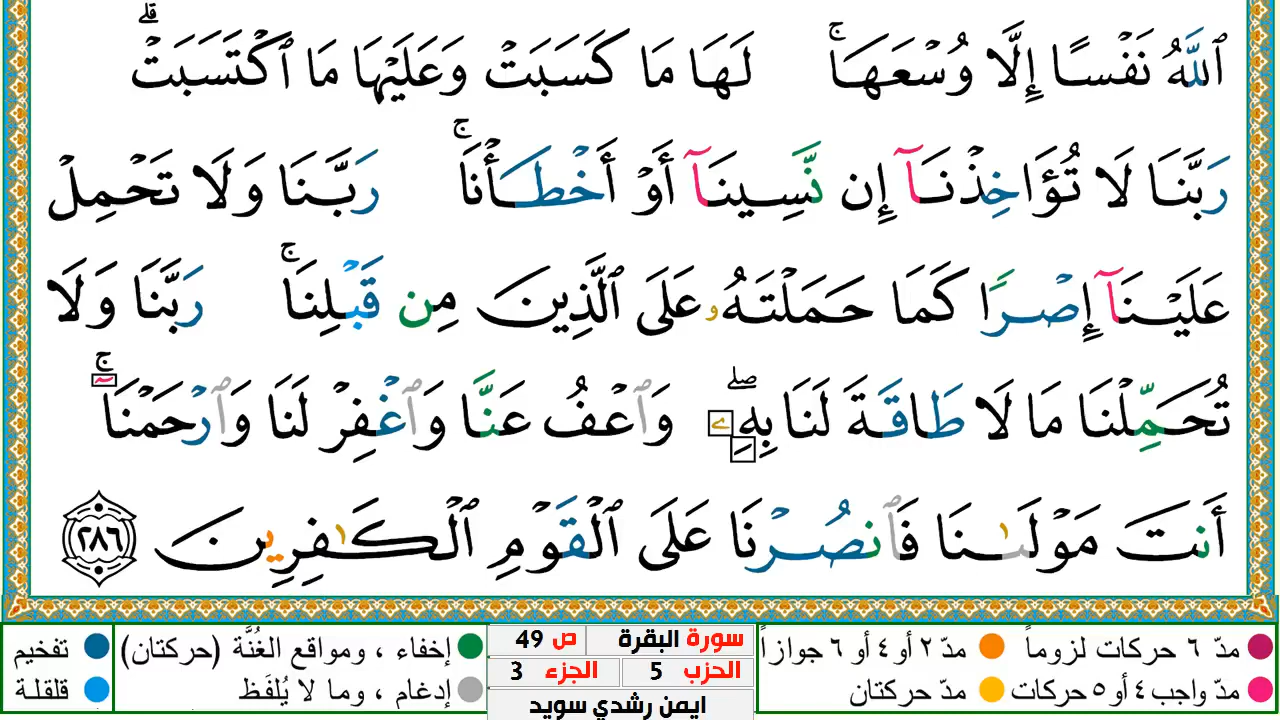 ٱللَّهُ نَفْسًا إِلَّا وُسْعَهَاۚ لَهَا مَا كَسَبَتْ وَعَلَيْهَا مَا ٱكْتَسَبَتْۗ
رَبَّنَا لَا تُؤَاخِذْنَآ إِن نَّسِينَآ أَوْ أَخْطَأْنَاۚ رَبَّنَا وَلَا تَحْمِلْ
عَلَيْنَآ إِصْرًا كَمَا حَمَلْتَهُۥ عَلَى ٱلَّذِينَ مِن قَبْلِنَاۚ رَبَّنَا وَلَا
تُحَمِّلْنَا مَا لَا طَاقَةَ لَنَا بِهِۦۖ وَٱعْفُ عَنَّا وَٱغْفِرْ لَنَا وَٱرْحَمْنَآۚ
أَنتَ مَوْلَىٰنَا فَٱنصُرْنَا عَلَى ٱلْقَوْمِ ٱلْكَٰفِرِينَ ٢٨٦
مدّ ٦ حركات لزوماً مدّ ٢ أو ٤ أو ٦ جوازاً
مدّ واجب ٤ أو ٥ حركات مدّ حركتان
سورة البقرة ص 49
الحزب 5 الجزء 3
ايمن رشدي سويد
إخفاء ، ومواقع الغُنَّة (حركتان) تفخيم
إدغام ، وما لا يُلفَظ قلقلة